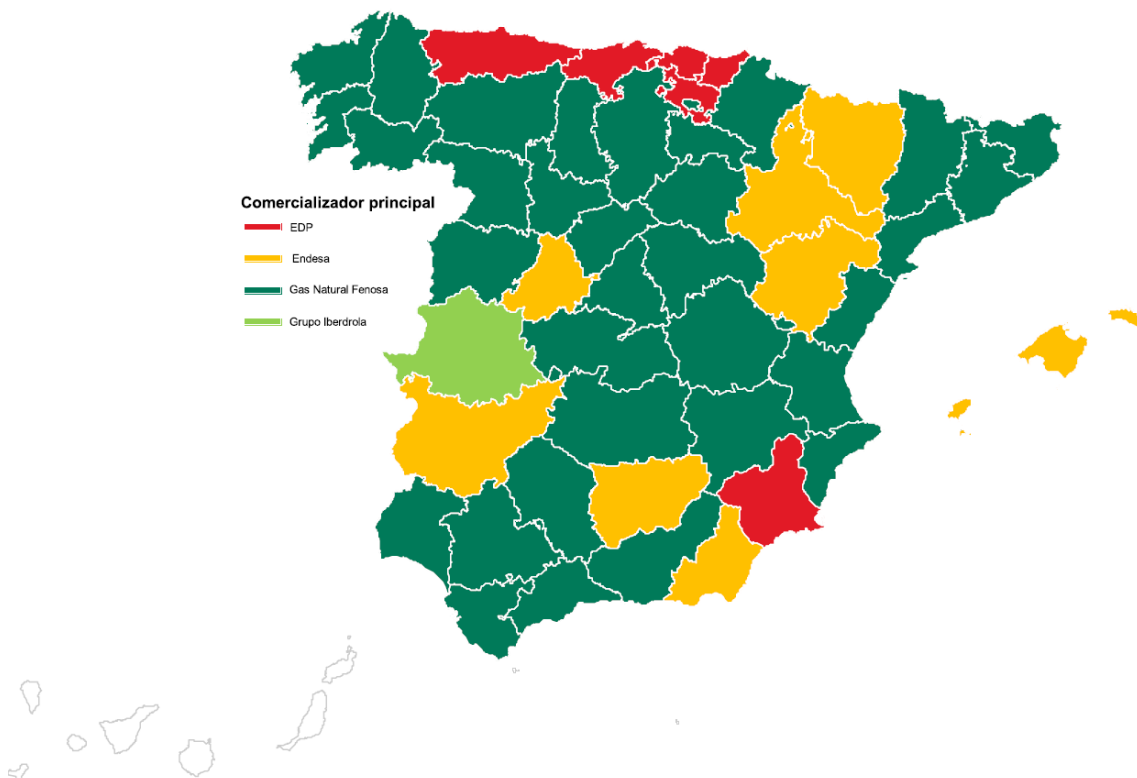 Comercializador principal
EDP
Endesa
Gas Natural Fenosa
Grupo Iberdrola